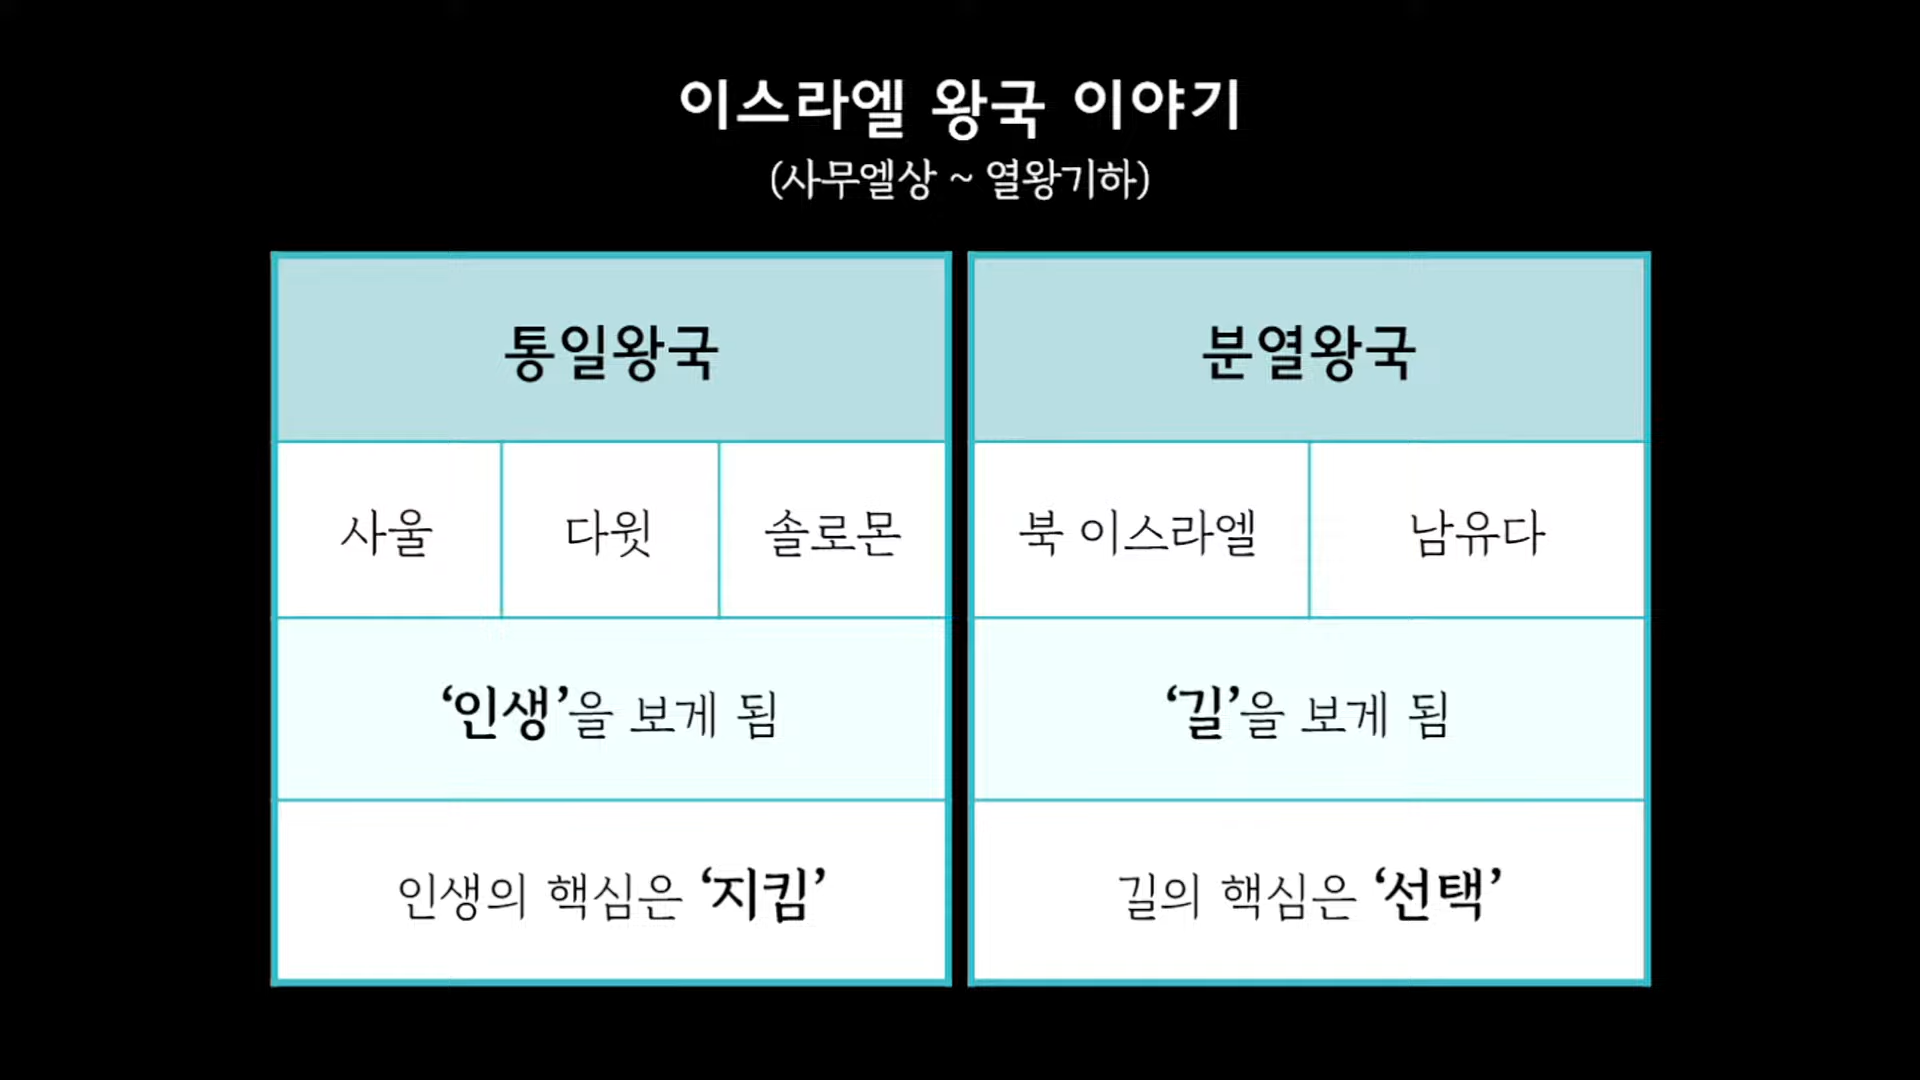 이스라엘 왕국 이야기
(사무엘상 ~ 열왕기하)
통일왕국
사울 다윗 솔로몬
‘인생’을 보게 됨
인생의 핵심은 ‘지킴’
분열왕국
북 이스라엘 남유다
‘길’을 보게 됨
길의 핵심은 ‘선택’